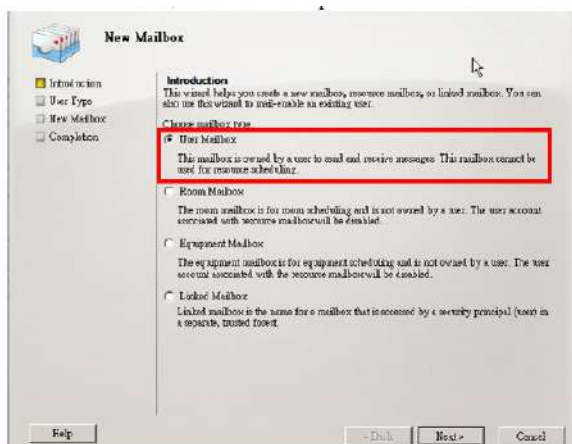 New Mailbox
Introduction
User Type
New Mailbox
Completion
Introduction
This wizard helps you create a new mailbox, resource mailbox, or linked mailbox. You can
also use this wizard to mail-enable an existing user.
Choose mailbox type.
User Mailbox
This mailbox is owned by a user to send and receive messages. This mailbox cannot be
used for resource scheduling.
Room Mailbox
The room mailbox is for room scheduling and is not owned by a user. The user account
associated with resource mailbox will be disabled.
Equipment Mailbox
The equipment mailbox is for equipment scheduling and is not owned by a user. The user
account associated with the resource mailbox will be disabled.
Linked Mailbox
Linked mailbox is the name for a mailbox that is accessed by a security principal (user) in
a separate, trusted forest.
Help
< Back
Next >
Cancel